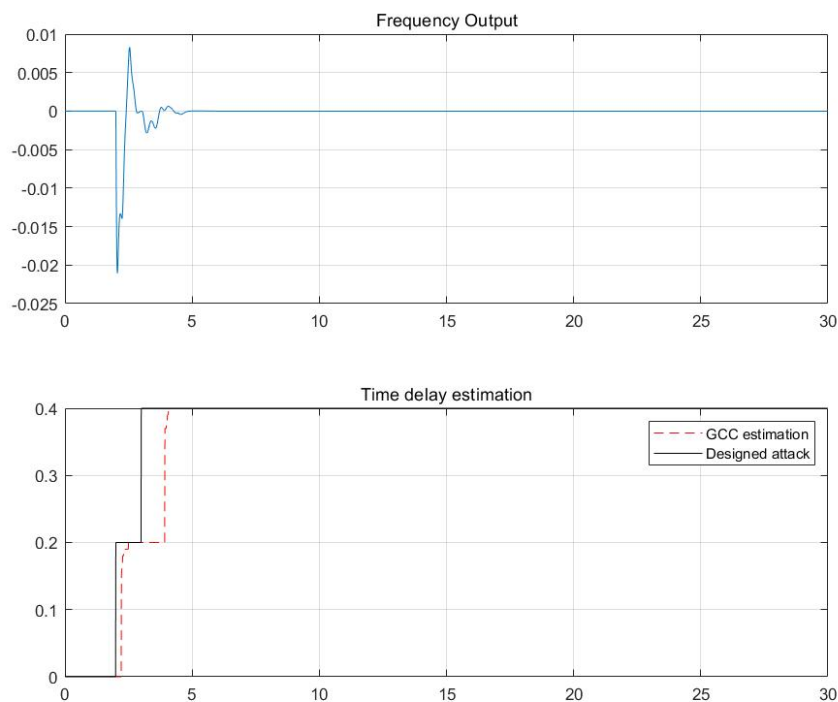 Frequency Output
0.01
0.005
0
-0.005
-0.01
-0.015
-0.02
-0.025
0 5 10 15 20 25 30
Time delay estimation
0.4
0.3
0.2
0.1
0
GCC estimation
Designed attack
0 5 10 15 20 25 30